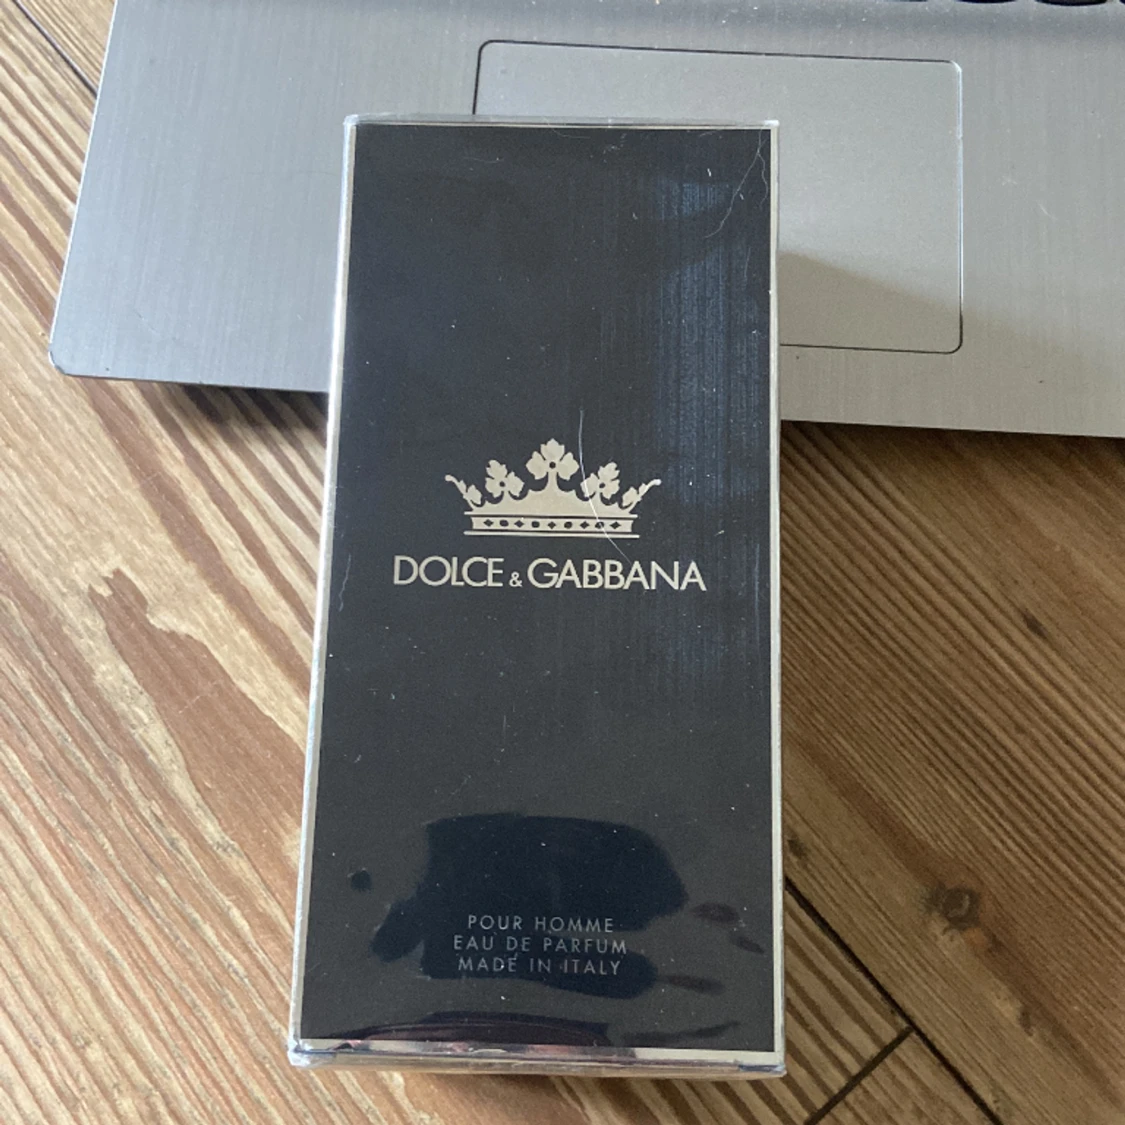 DOLCE & GABBANA
POUR HOMME
EAU DE PARFUM
MADE IN ITALY